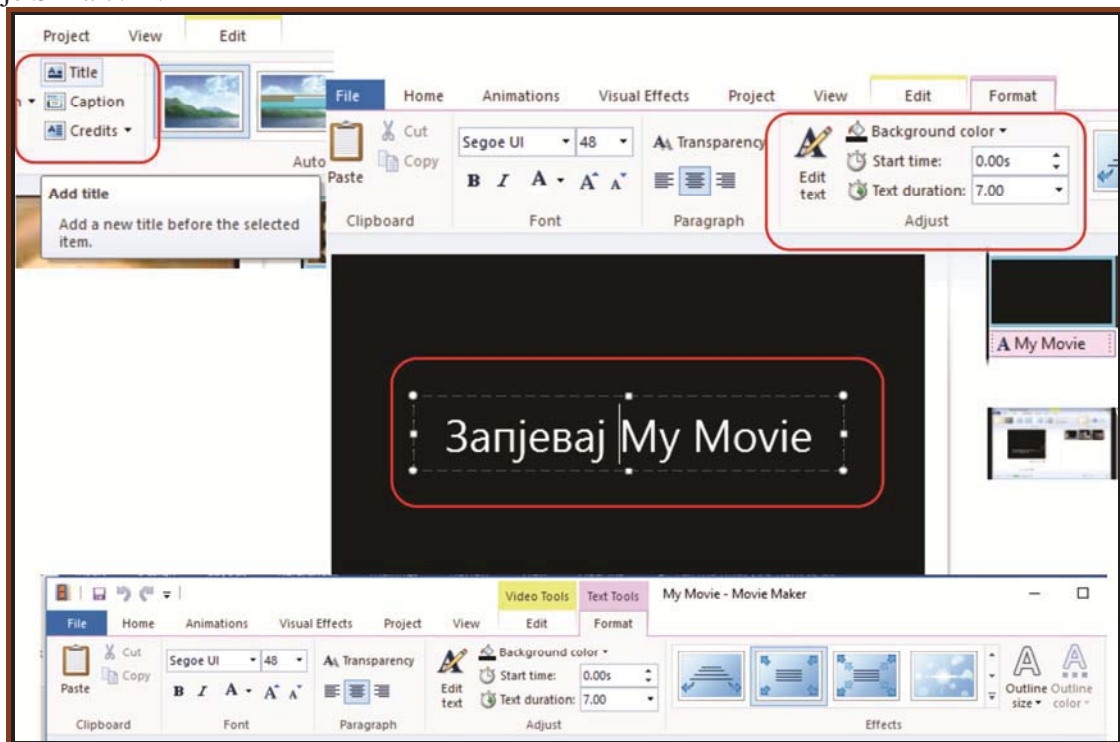 Project View Edit
Title
Caption
Credits
Auto
Add title
Add a new title before the selected
item.
File Home Animations Visual Effects Project View Edit Format
Paste
Cut
Copy
Clipboard
Segoe UI 48
B I A A A
Font
Transparency
Paragraph
Edit
text
Background color
Start time: 0.00s
Text duration: 7.00
Adjust
A My Movie
Запјевај My Movie
Video Tools Text Tools My Movie - Movie Maker
File Home Animations Visual Effects Project View Edit Format
Paste
Cut
Copy
Clipboard
Segoe UI 48
B I A A A
Font
Transparency
Paragraph
Edit
text
Background color
Start time: 0.00s
Text duration: 7.00
Adjust
Effects
Outline
size
Outline
color